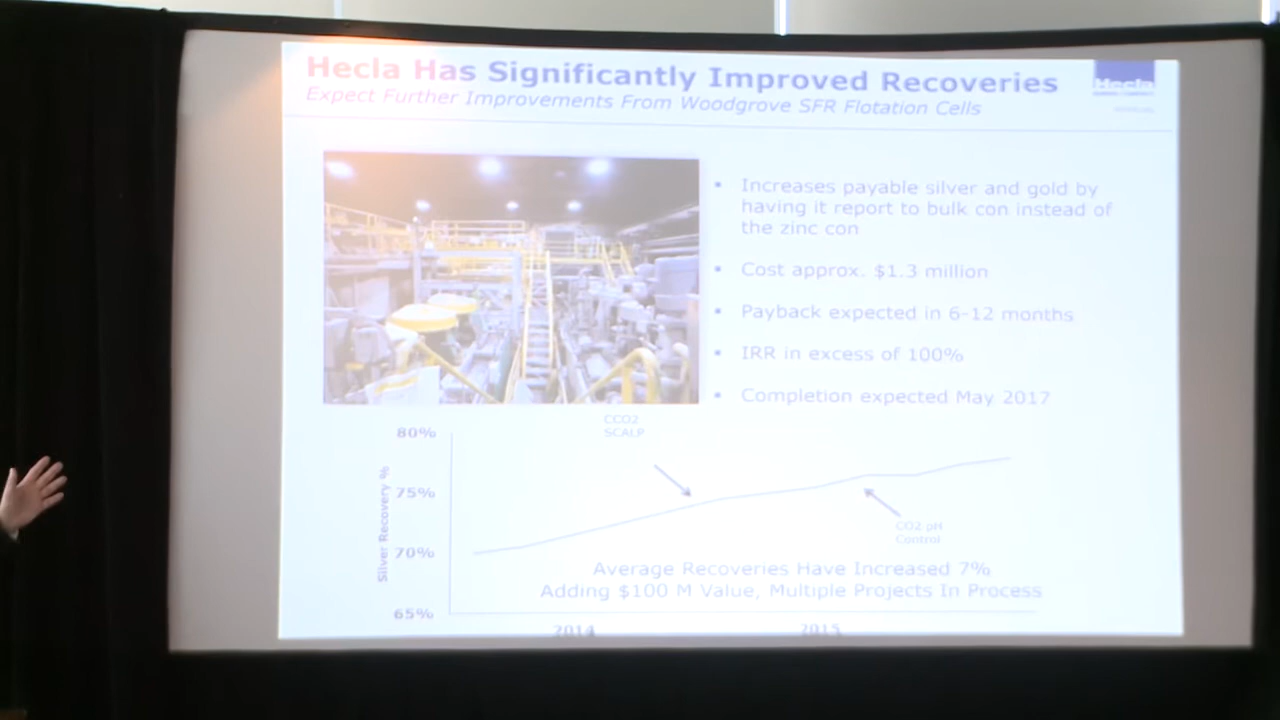 Hecla Has Significantly Improved Recoveries
Expect Further Improvements From Woodgrove SFR Flotation Cells
Hecla
▪ Increases payable silver and gold by
having it report to bulk con instead of
the zinc con
▪ Cost approx. $1.3 million
▪ Payback expected in 6-12 months
▪ IRR in excess of 100%
▪ Completion expected May 2017
CCO2
SCALP
80%
75%
70%
65%
Silver Recovery %
CO2 pH
Control
Average Recoveries Have Increased 7%
Adding $100 M Value, Multiple Projects In Process
2014
2015